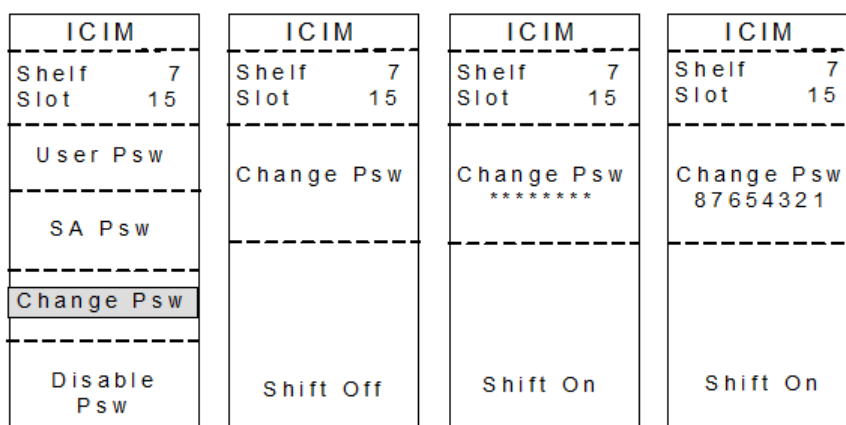 ICIM
Shelf 7
Slot 15
User Psw
SA Psw
Change Psw
Disable
Psw
ICIM
Shelf 7
Slot 15
Change Psw
Shift Off
ICIM
Shelf 7
Slot 15
Change Psw
********
Shift On
ICIM
Shelf 7
Slot 15
Change Psw
87654321
Shift On